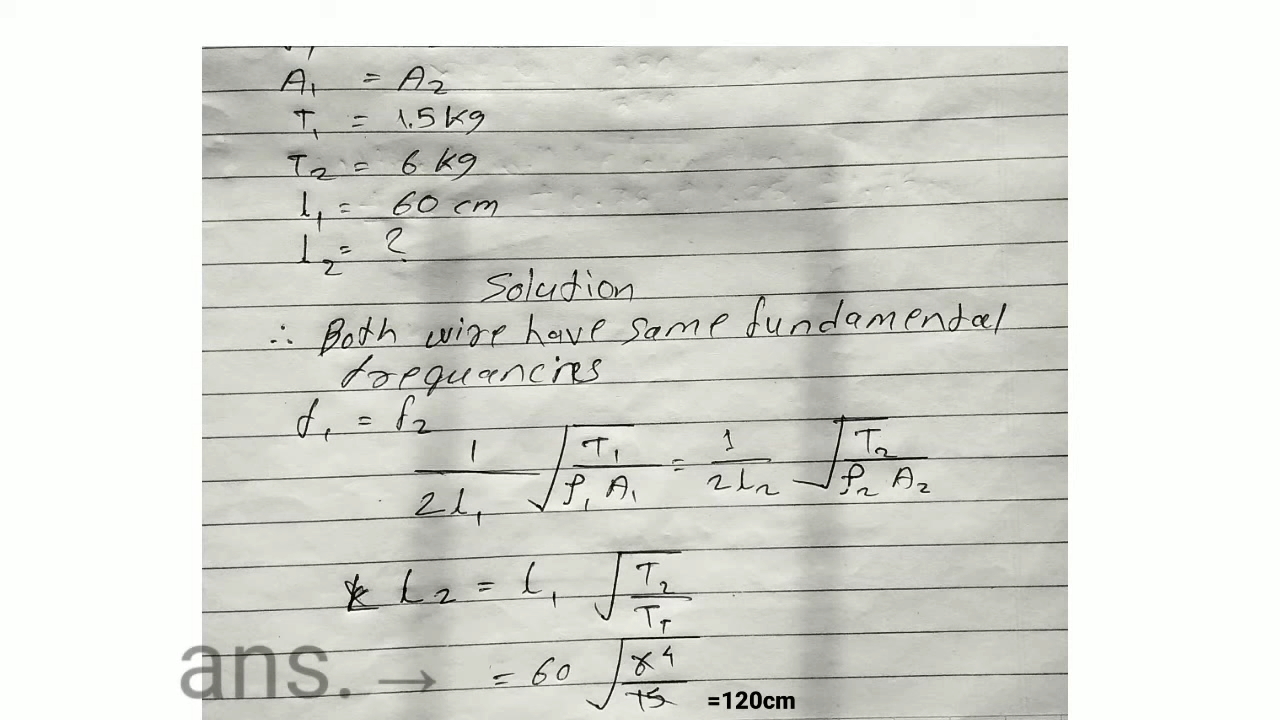 A₁ = A₂
T₁ = 1.5 kg
T₂ = 6 kg
l₁ = 60 cm
l₂ = ?
Solution
∴ Both wire have same fundamental
frequancies
f₁ = f₂
1/2l₁ √(T₁/ρ₁A₁) = 1/2l₂ √(T₂/ρ₂A₂)
l₂ = l₁ √(T₂/T₁)
ans. → = 60 √(4/15) =120cm